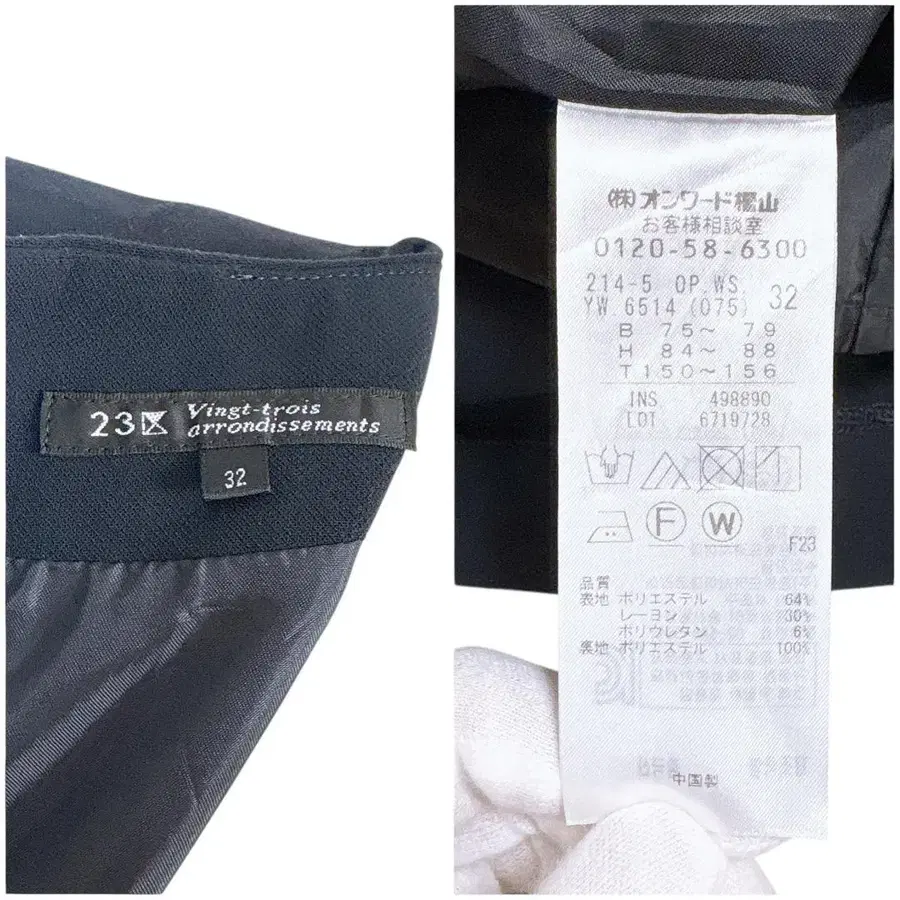 23区 Vingt-trois
arrondissements
32
(株)オンワード樫山
お客様相談室
0120-58-6300
214-5. OP.WS.
YW.6514 (075) 32
B 75〜 79
H 84〜 88
T150〜156
INS 498890
LOT 6719728
F
W
F23
品質
表地 ポリエステル 64%
レーヨン 30%
ポリウレタン 6%
裏地 ポリエステル 100%
中国製